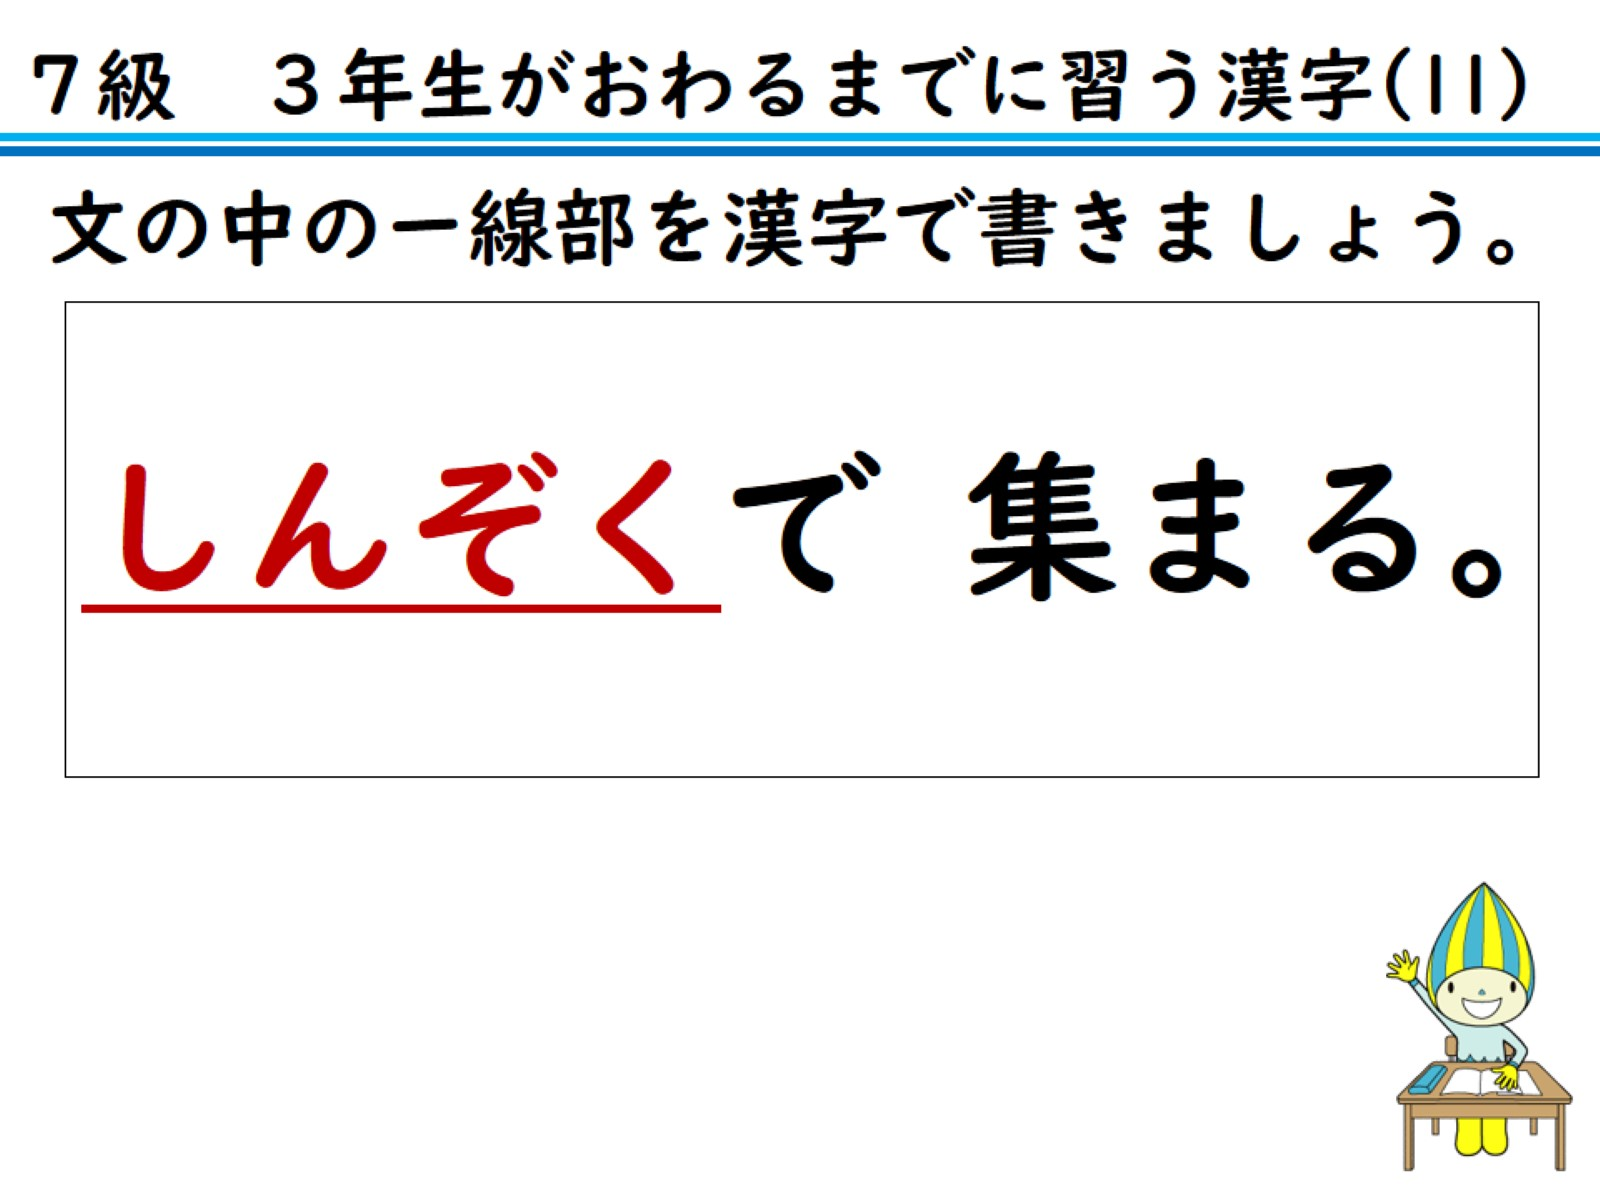 7級　3年生がおわるまでに習う漢字(11)
文の中の一線部を漢字で書きましょう。
しんぞくで 集まる。